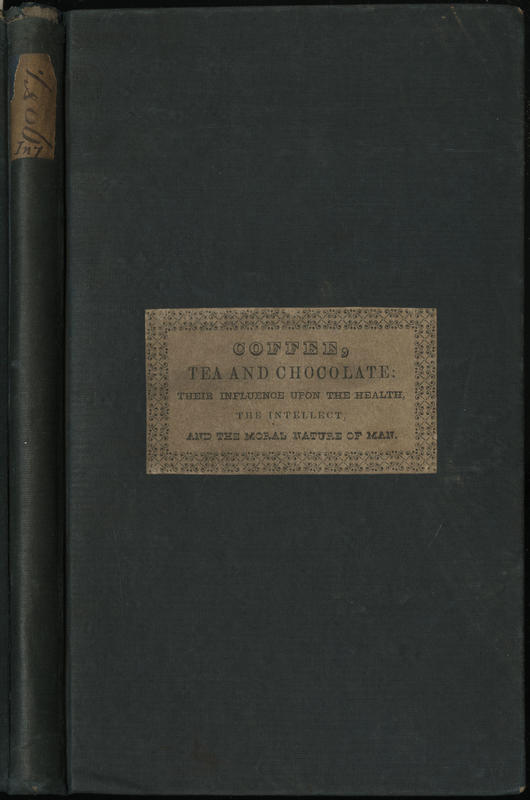 COFFEE,
TEA AND CHOCOLATE:
THEIR INFLUENCE UPON THE HEALTH,
THE INTELLECT,
AND THE MORAL NATURE OF MAN.